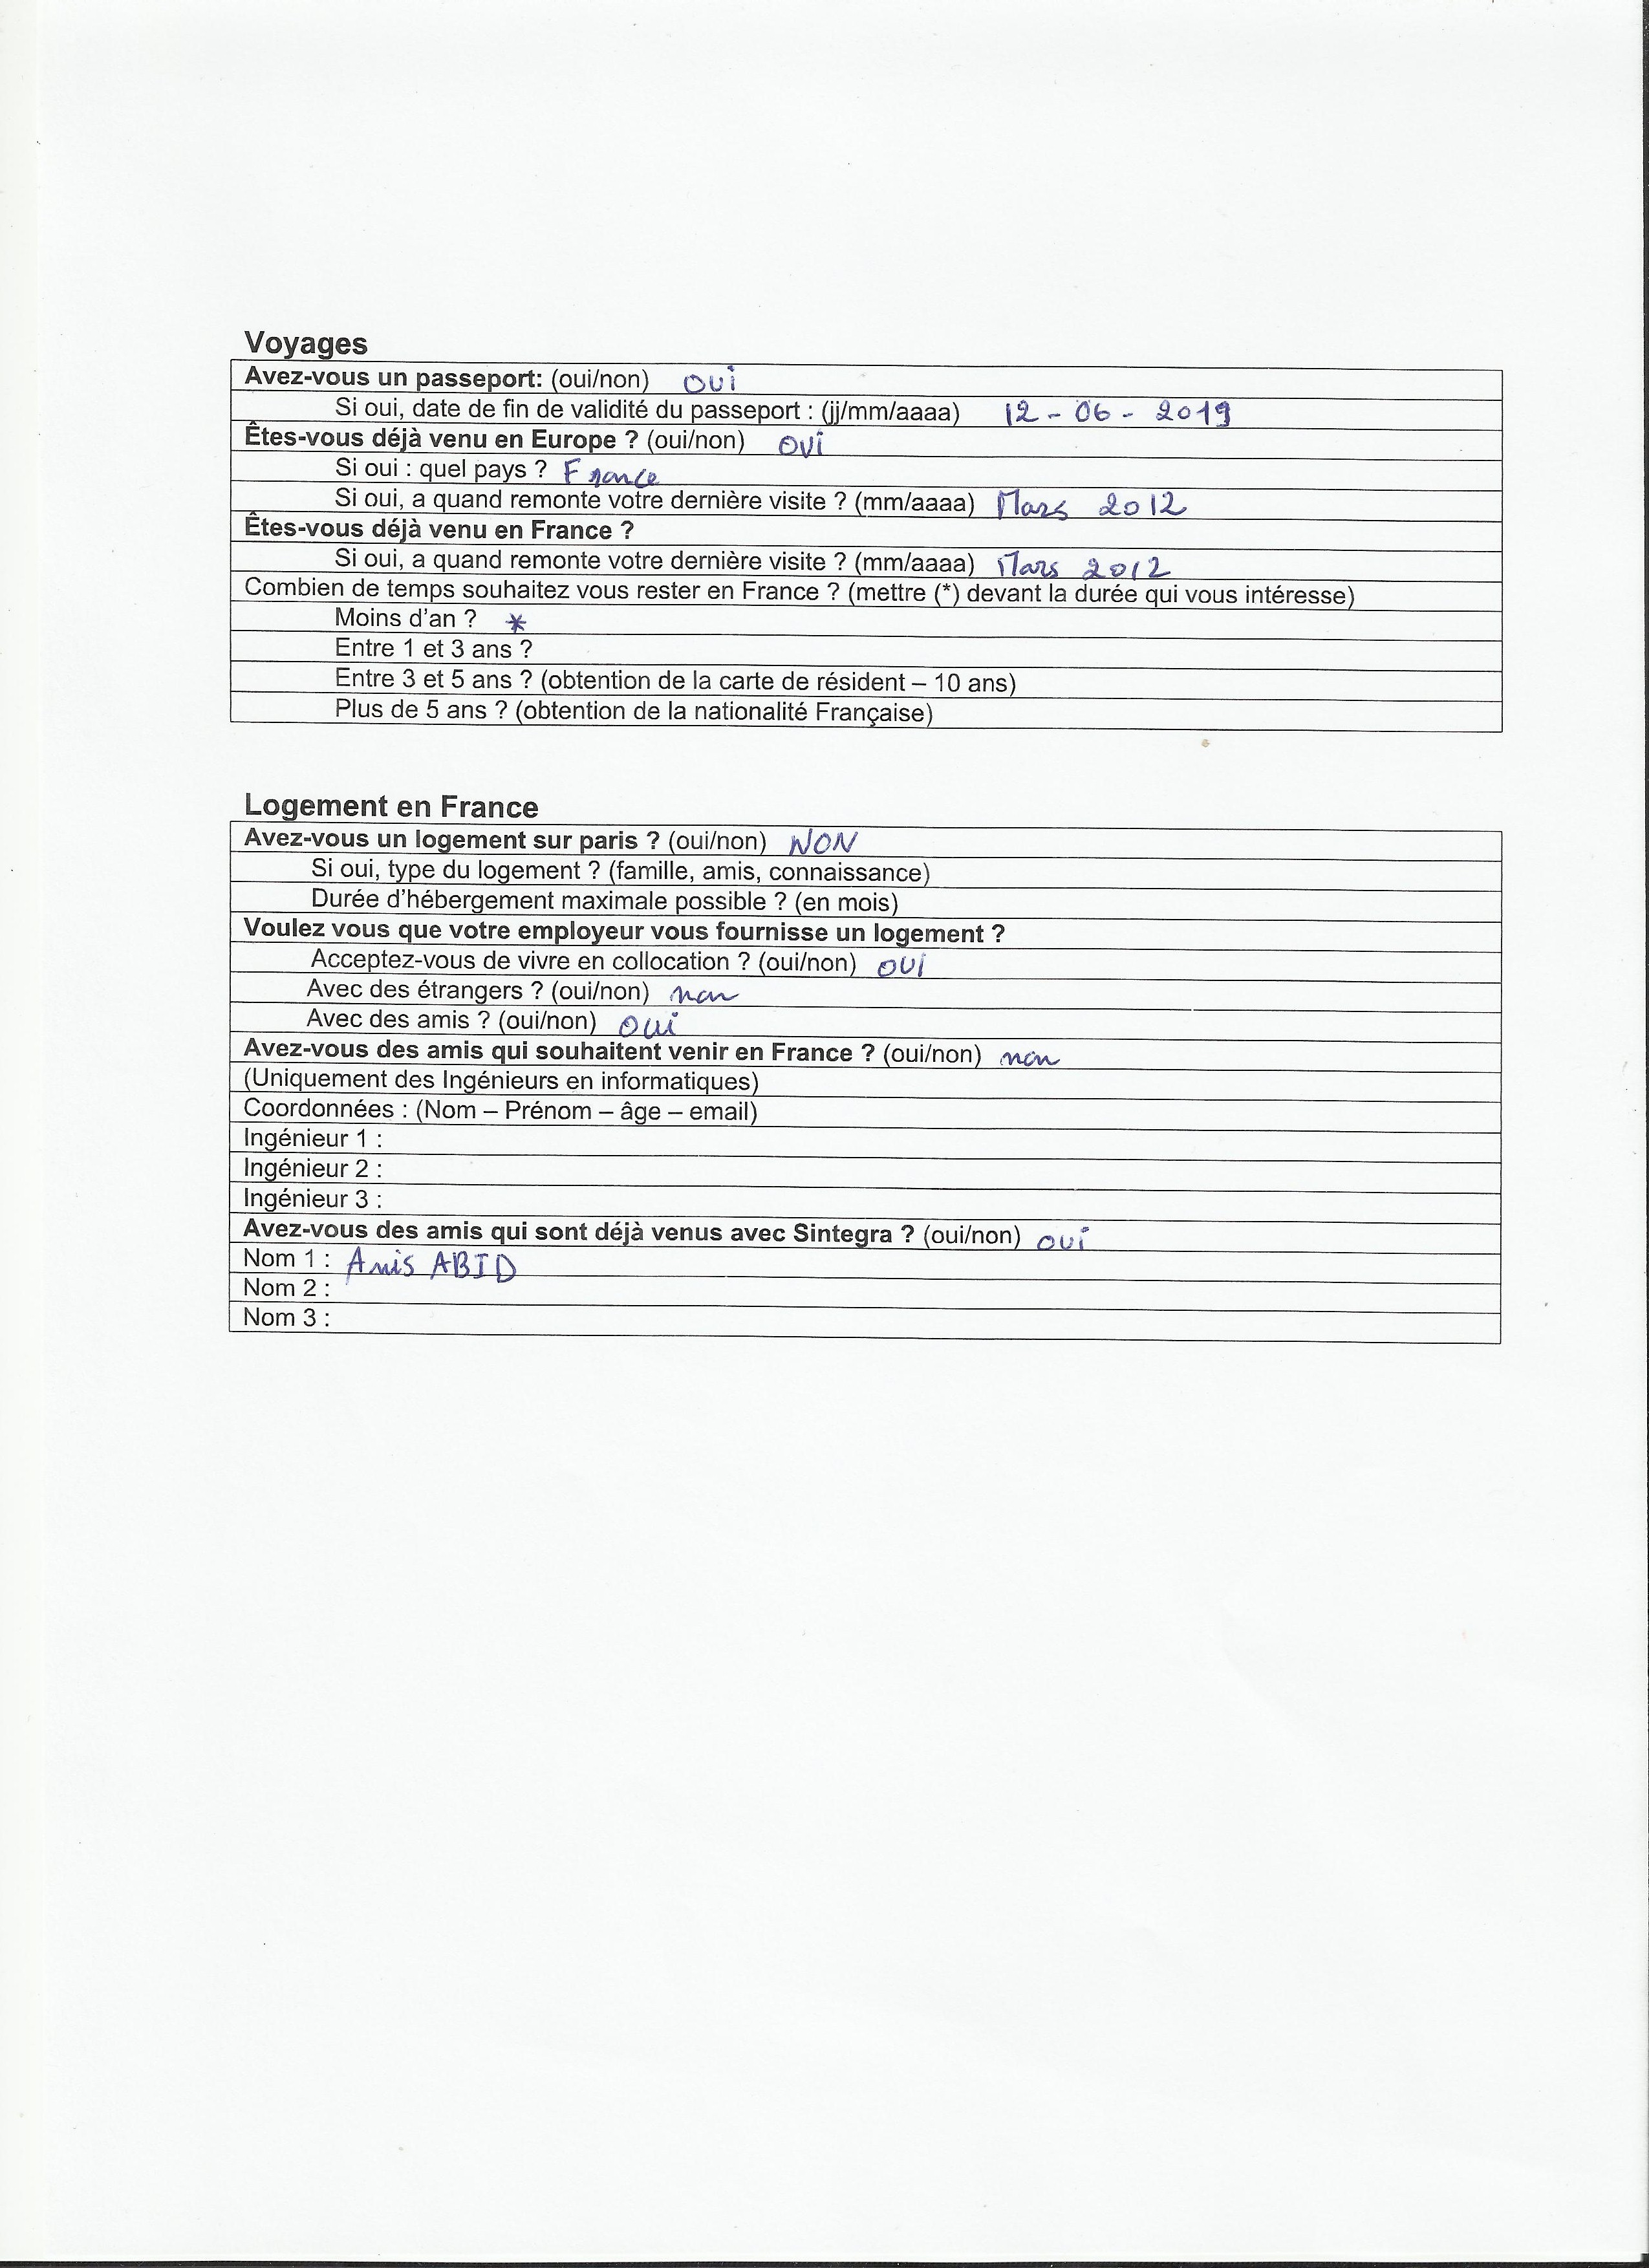 Voyages
Avez-vous un passeport: (oui/non) OUi
Si oui, date de fin de validité du passeport : (jj/mm/aaaa) 12 - 06 - 2019
Êtes-vous déjà venu en Europe ? (oui/non) OUi
Si oui : quel pays ? France
Si oui, a quand remonte votre dernière visite ? (mm/aaaa) Mars 2012
Êtes-vous déjà venu en France ?
Si oui, a quand remonte votre dernière visite ? (mm/aaaa) Mars 2012
Combien de temps souhaitez vous rester en France ? (mettre (*) devant la durée qui vous intéresse)
Moins d'an ? *
Entre 1 et 3 ans ?
Entre 3 et 5 ans ? (obtention de la carte de résident – 10 ans)
Plus de 5 ans ? (obtention de la nationalité Française)
Logement en France
Avez-vous un logement sur paris ? (oui/non) NON
Si oui, type du logement ? (famille, amis, connaissance)
Durée d'hébergement maximale possible ? (en mois)
Voulez vous que votre employeur vous fournisse un logement ?
Acceptez-vous de vivre en collocation ? (oui/non) OUi
Avec des étrangers ? (oui/non) non
Avec des amis ? (oui/non) Oui
Avez-vous des amis qui souhaitent venir en France ? (oui/non) non
(Uniquement des Ingénieurs en informatiques)
Coordonnées : (Nom – Prénom – âge – email)
Ingénieur 1 :
Ingénieur 2 :
Ingénieur 3 :
Avez-vous des amis qui sont déjà venus avec Sintegra ? (oui/non) oui
Nom 1 : Anis ABID
Nom 2 :
Nom 3 :